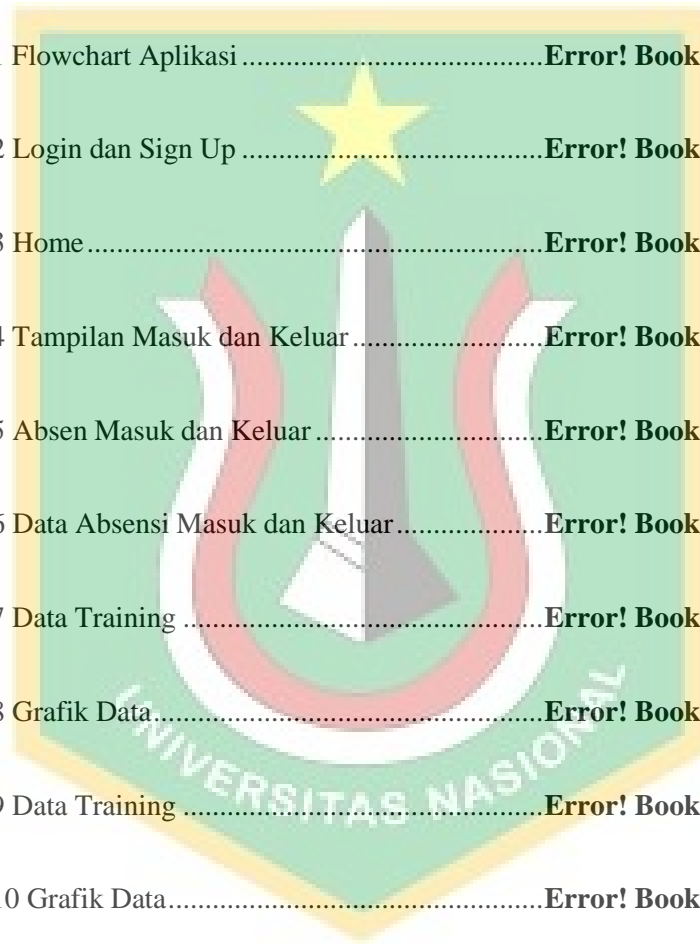 1 Flowchart Aplikasi..................................Error! Book
2 Login dan Sign Up..................................Error! Book
3 Home....................................................Error! Book
4 Tampilan Masuk dan Keluar......................Error! Book
5 Absen Masuk dan Keluar..........................Error! Book
6 Data Absensi Masuk dan Keluar.................Error! Book
7 Data Training.........................................Error! Book
8 Grafik Data............................................Error! Book
9 Data Training.........................................Error! Book
10 Grafik Data...........................................Error! Book
UNIVERSITAS NASIONAL